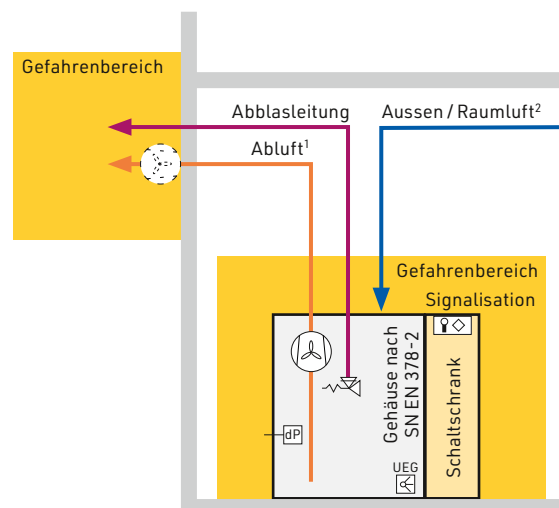 Gefahrenbereich
Abblasleitung
Aussen / Raumluft²
Abluft¹
Gefahrenbereich
Signalisation
Gehäuse nach
SN EN 378-2
Schaltschrank
dP
UEG